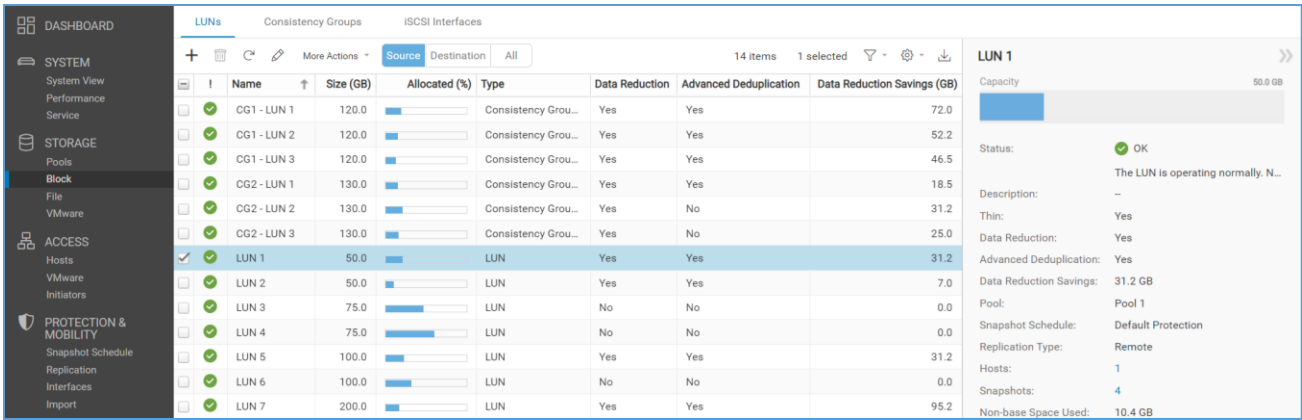 DASHBOARD
SYSTEM
System View
Performance
Service
STORAGE
Pools
Block
File
VMware
ACCESS
Hosts
VMware
Initiators
PROTECTION &
MOBILITY
Snapshot Schedule
Replication
Interfaces
Import
LUNs Consistency Groups iSCSI Interfaces
More Actions Source Destination All 14 items 1 selected
! Name Size (GB) Allocated (%) Type Data Reduction Advanced Deduplication Data Reduction Savings (GB)
CG1 - LUN 1 120.0 Consistency Grou... Yes Yes 72.0
CG1 - LUN 2 120.0 Consistency Grou... Yes Yes 52.2
CG1 - LUN 3 120.0 Consistency Grou... Yes Yes 46.5
CG2 - LUN 1 130.0 Consistency Grou... Yes Yes 18.5
CG2 - LUN 2 130.0 Consistency Grou... Yes No 31.2
CG2 - LUN 3 130.0 Consistency Grou... Yes No 25.0
LUN 1 50.0 LUN Yes Yes 31.2
LUN 2 50.0 LUN Yes Yes 7.0
LUN 3 75.0 LUN No No 0.0
LUN 4 75.0 LUN No No 0.0
LUN 5 100.0 LUN Yes Yes 31.2
LUN 6 100.0 LUN No No 0.0
LUN 7 200.0 LUN Yes Yes 95.2
LUN 1
Capacity 50.0 GB
Status: OK
The LUN is operating normally. N...
Description: --
Thin: Yes
Data Reduction: Yes
Advanced Deduplication: Yes
Data Reduction Savings: 31.2 GB
Pool: Pool 1
Snapshot Schedule: Default Protection
Replication Type: Remote
Hosts: 1
Snapshots: 4
Non-base Space Used: 10.4 GB